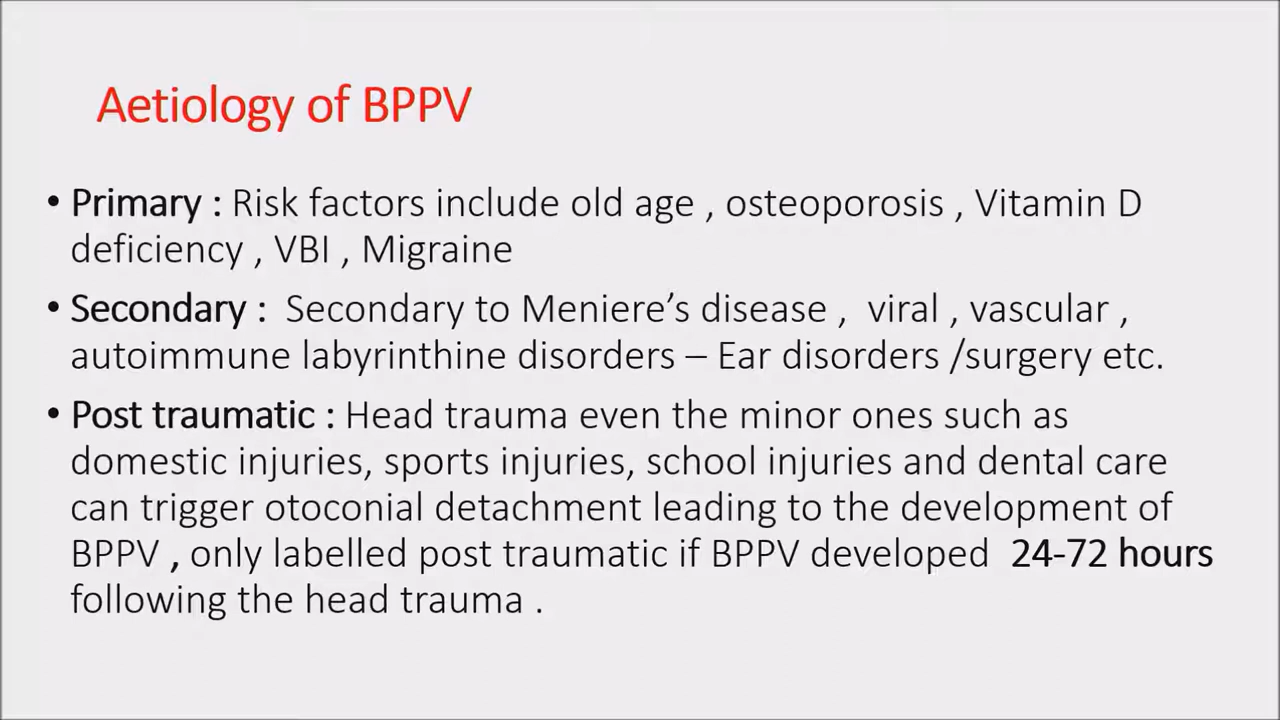 Aetiology of BPPV
• Primary : Risk factors include old age , osteoporosis , Vitamin D
deficiency , VBI , Migraine
• Secondary :  Secondary to Meniere’s disease ,  viral , vascular ,
autoimmune labyrinthine disorders – Ear disorders /surgery etc.
• Post traumatic : Head trauma even the minor ones such as
domestic injuries, sports injuries, school injuries and dental care
can trigger otoconial detachment leading to the development of
BPPV , only labelled post traumatic if BPPV developed  24-72 hours
following the head trauma .